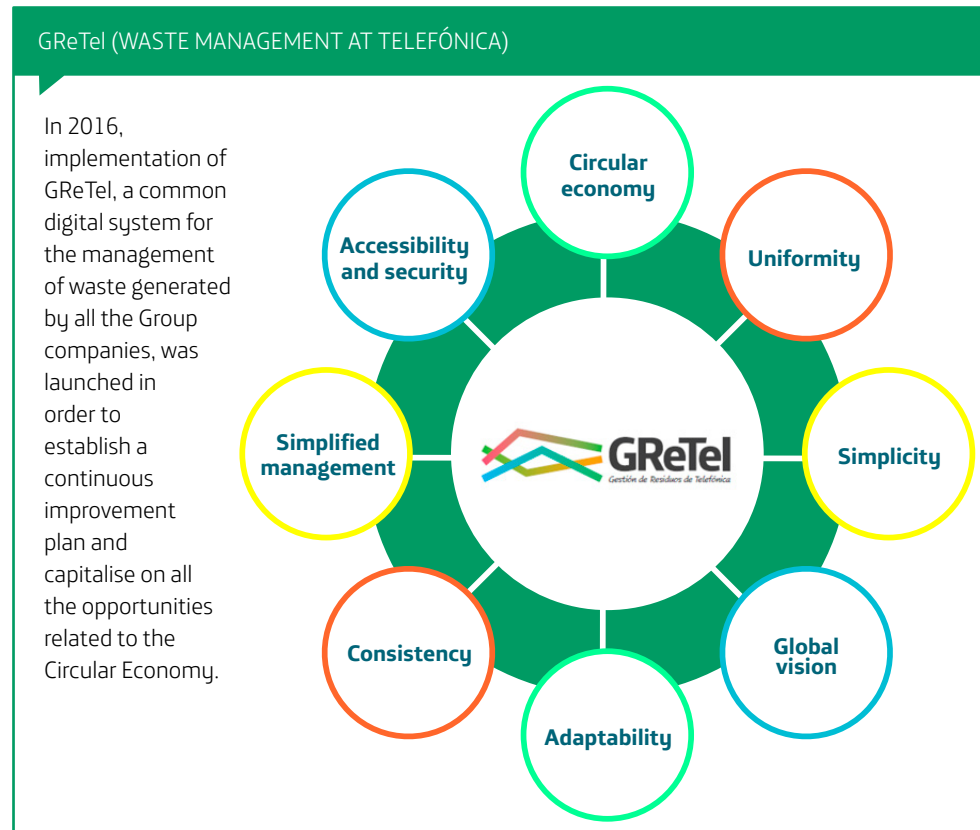 GReTel (WASTE MANAGEMENT AT TELEFÓNICA)
In 2016,
implementation of
GReTel, a common
digital system for
the management
of waste generated
by all the Group
companies, was
launched in
order to
establish a
continuous
improvement
plan and
capitalise on all
the opportunities
related to the
Circular Economy.
Circular
economy
Uniformity
Simplicity
Global
vision
Adaptability
Consistency
Simplified
management
Accessibility
and security
GReTel
Gestión de Residuos de Telefónica